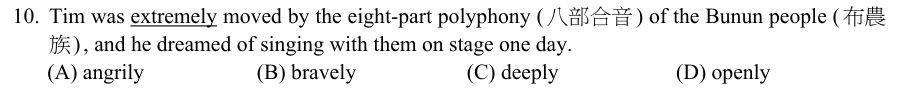 10. Tim was extremely moved by the eight-part polyphony (八部合音) of the Bunun people (布農
族), and he dreamed of singing with them on stage one day.
(A) angrily (B) bravely (C) deeply (D) openly